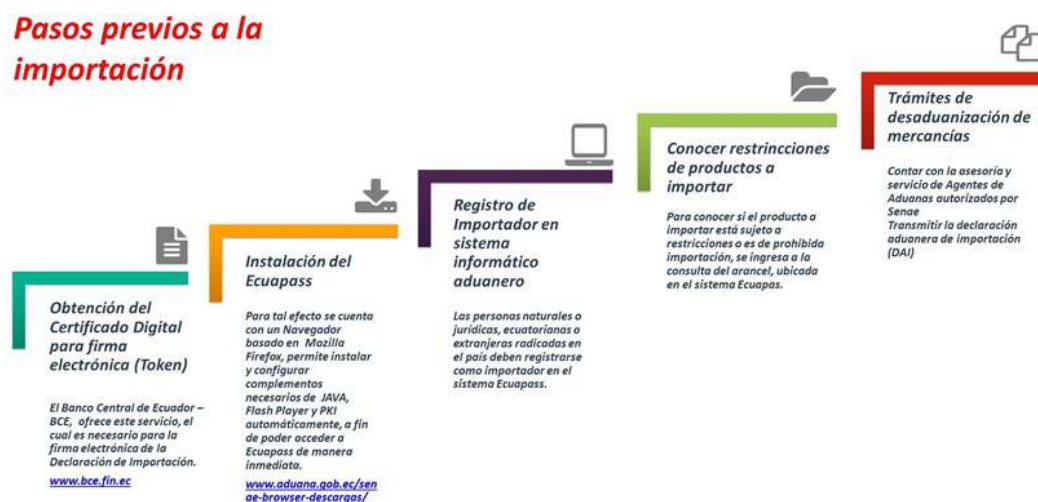 Pasos previos a la
importación
Obtención del
Certificado Digital
para firma
electrónica (Token)
El Banco Central de Ecuador –
BCE, ofrece este servicio, el
cual es necesario para la
firma electrónica de la
Declaración de Importación.
www.bce.fin.ec
Instalación del
Ecuapass
Para tal efecto se cuenta
con un Navegador
basado en Mozilla
Firefox, permite instalar
y configurar
complementos
necesarios de JAVA,
Flash Player y PKI
automáticamente, a fin
de poder acceder a
Ecuapass de manera
inmediata.
www.aduana.gob.ec/sen
ae-browser-descargas/
Registro de
Importador en
sistema
informático
aduanero
Las personas naturales o
jurídicas, ecuatorianas o
extranjeras radicadas en
el país deben registrarse
como importador en el
sistema Ecuapass.
Conocer restrincciones
de productos a
importar
Para conocer si el producto a
importar está sujeto a
restricciones o es de prohibida
importación, se ingresa a la
consulta del arancel, ubicada
en el sistema Ecuapas.
Trámites de
desaduanización de
mercancías
Contar con la asesoría y
servicio de Agentes de
Aduanas autorizados por
Senae
Transmitir la declaración
aduanera de importación
(DAI)